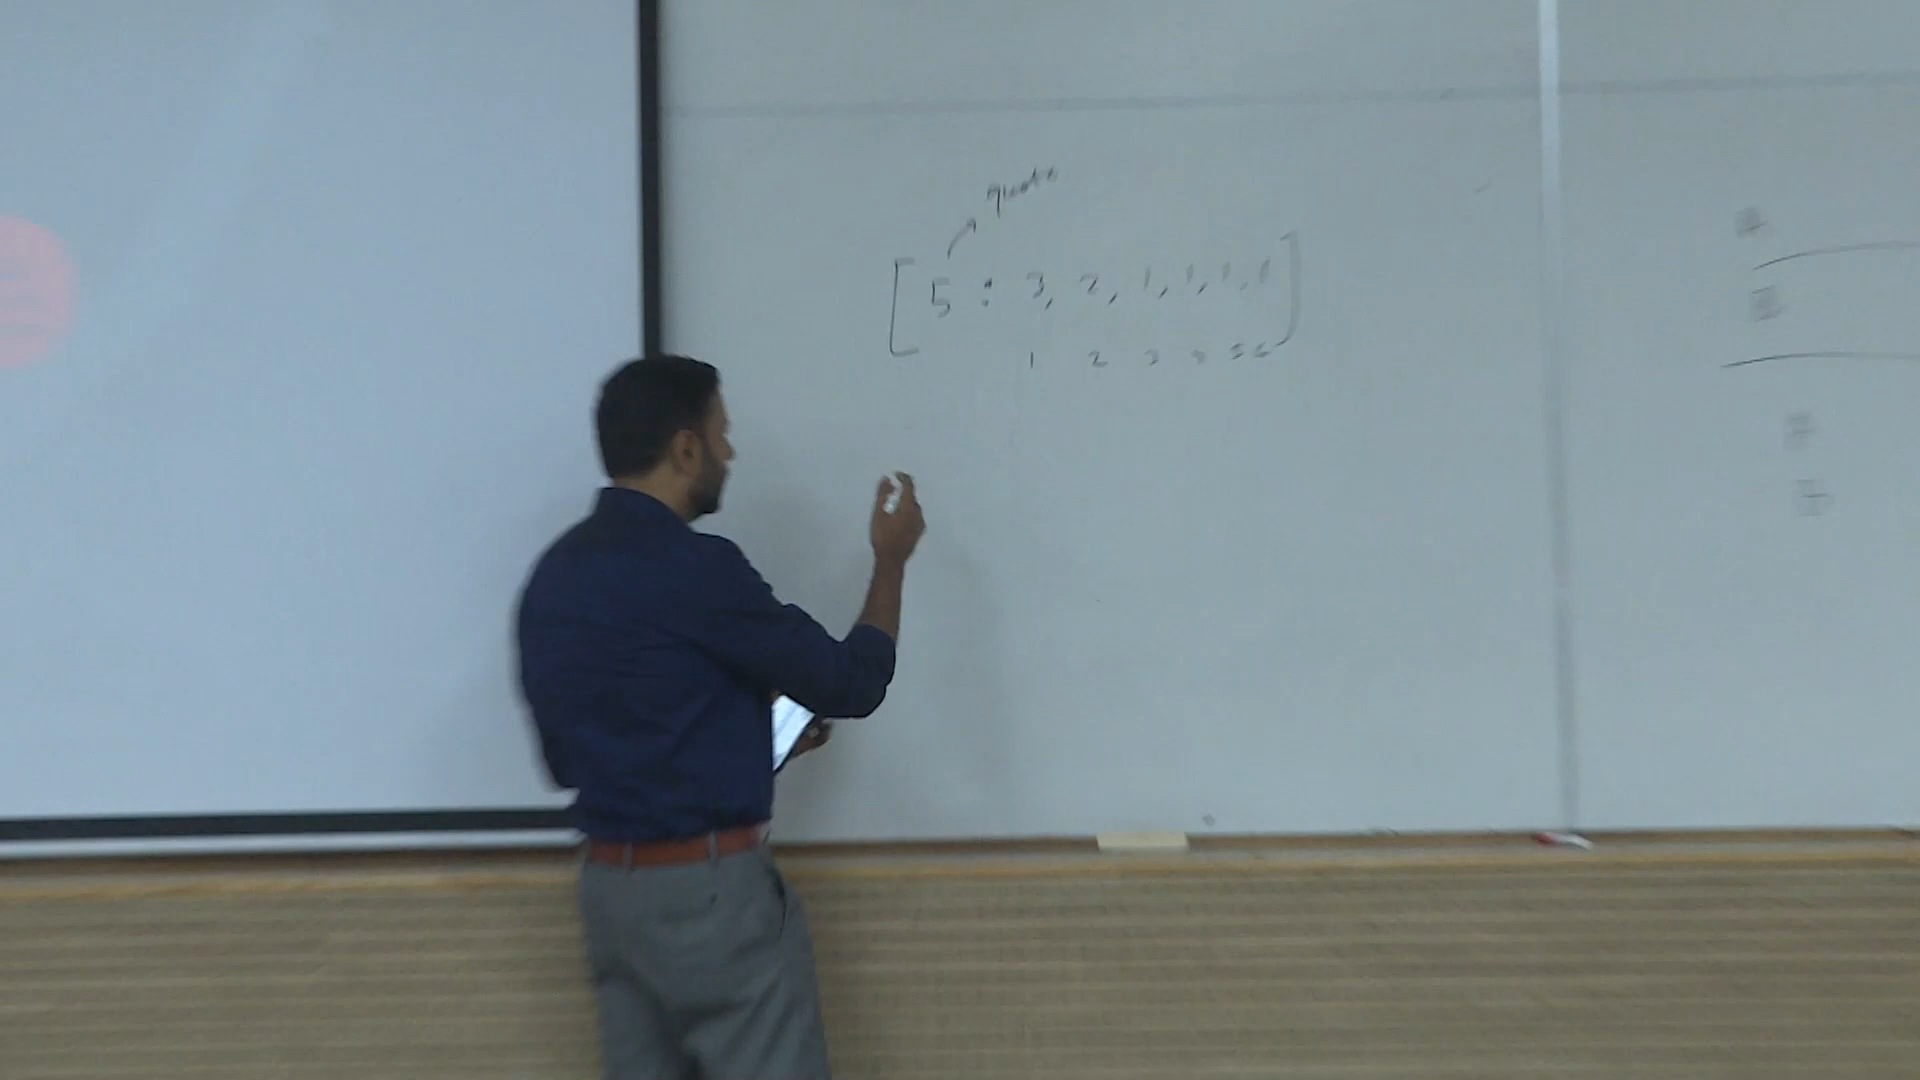 quota
[ 5 : 3, 2, 1, 1, 1, 1 ]
1 2 3 4 5 6